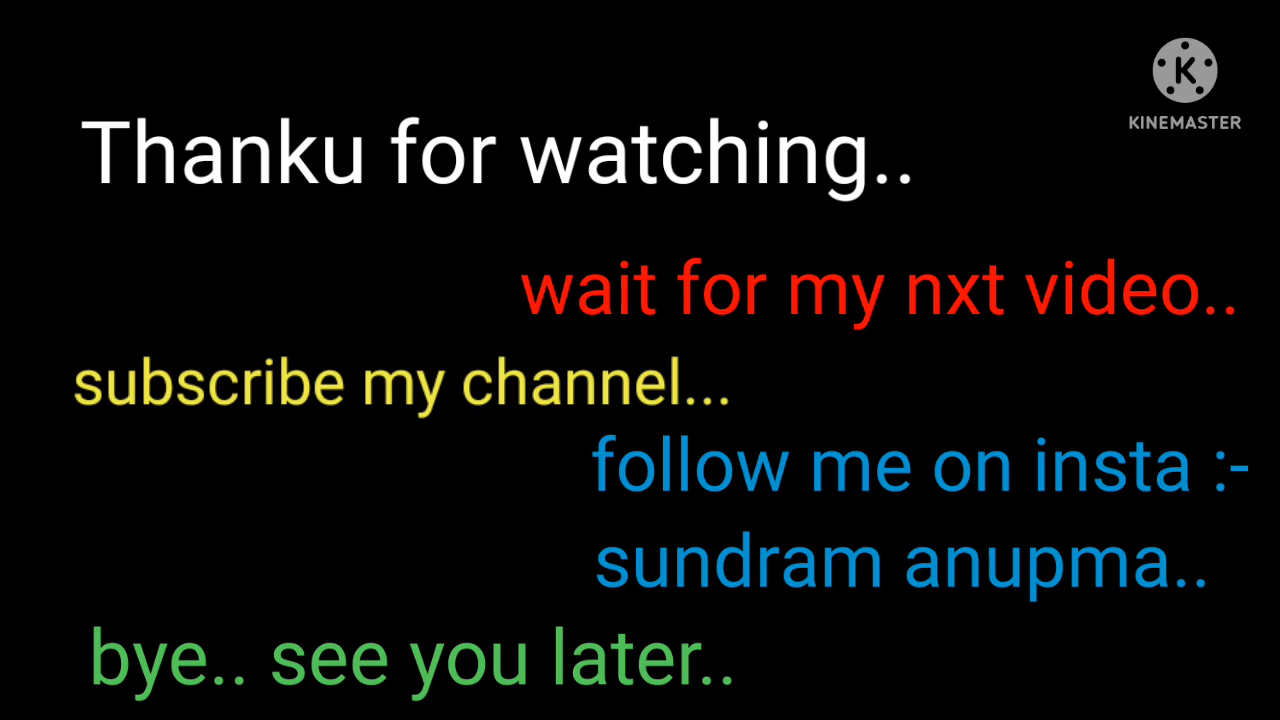 K
KINEMASTER
Thanku for watching..
wait for my nxt video..
subscribe my channel...
follow me on insta :-
sundram anupma..
bye.. see you later..